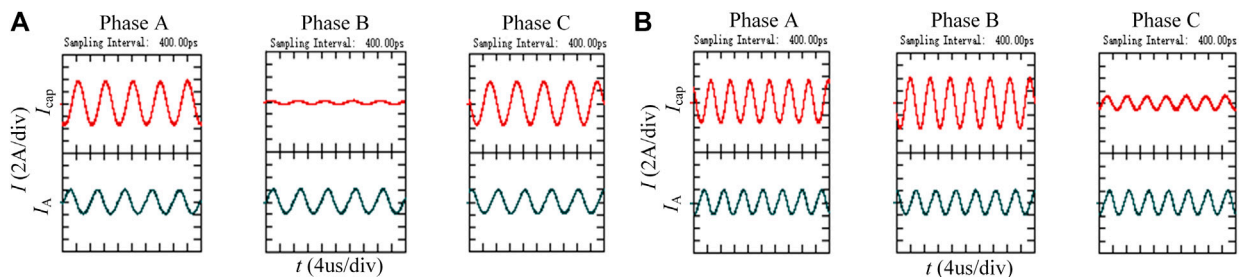 A
Phase A
Sampling Interval: 400.00ps
Phase B
Sampling Interval: 400.00ps
Phase C
Sampling Interval: 400.00ps
I (2A/div)
Icap
IA
t (4us/div)
B
Phase A
Sampling Interval: 400.00ps
Phase B
Sampling Interval: 400.00ps
Phase C
Sampling Interval: 400.00ps
I (2A/div)
Icap
IA
t (4us/div)